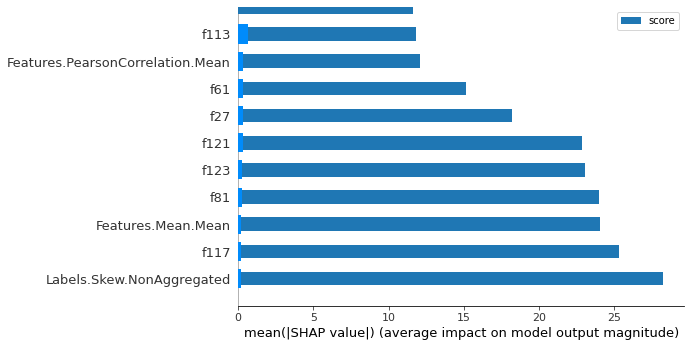 score
f113
Features.PearsonCorrelation.Mean
f61
f27
f121
f123
f81
Features.Mean.Mean
f117
Labels.Skew.NonAggregated
0 5 10 15 20 25
mean(|SHAP value|) (average impact on model output magnitude)